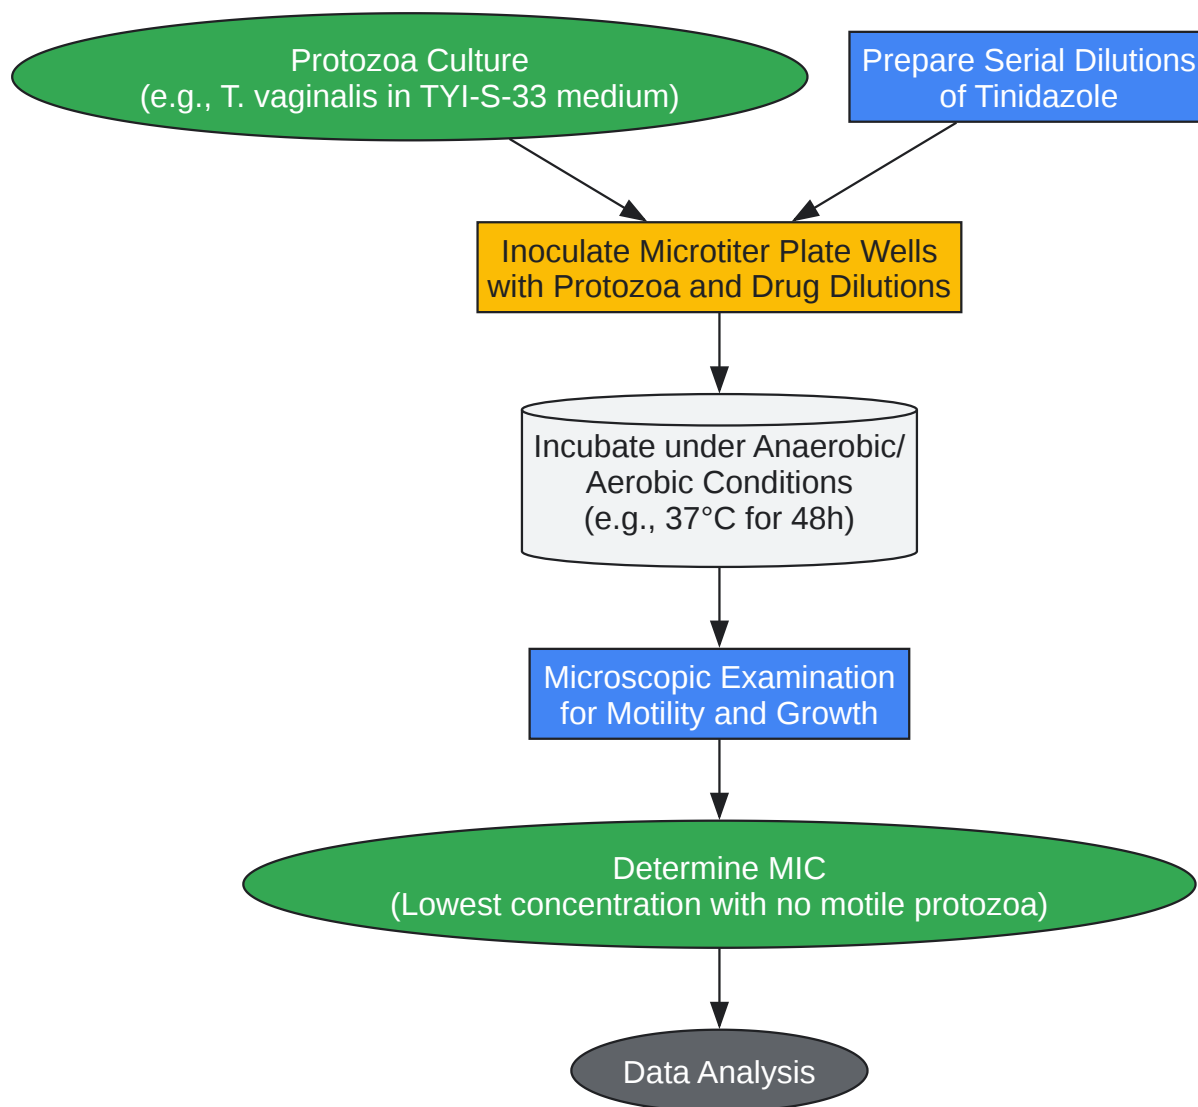 Protozoa Culture
(e.g., T. vaginalis in TYI-S-33 medium)
Prepare Serial Dilutions
of Tinidazole
Inoculate Microtiter Plate Wells
with Protozoa and Drug Dilutions
Incubate under Anaerobic/
Aerobic Conditions
(e.g., 37°C for 48h)
Microscopic Examination
for Motility and Growth
Determine MIC
(Lowest concentration with no motile protozoa)
Data Analysis